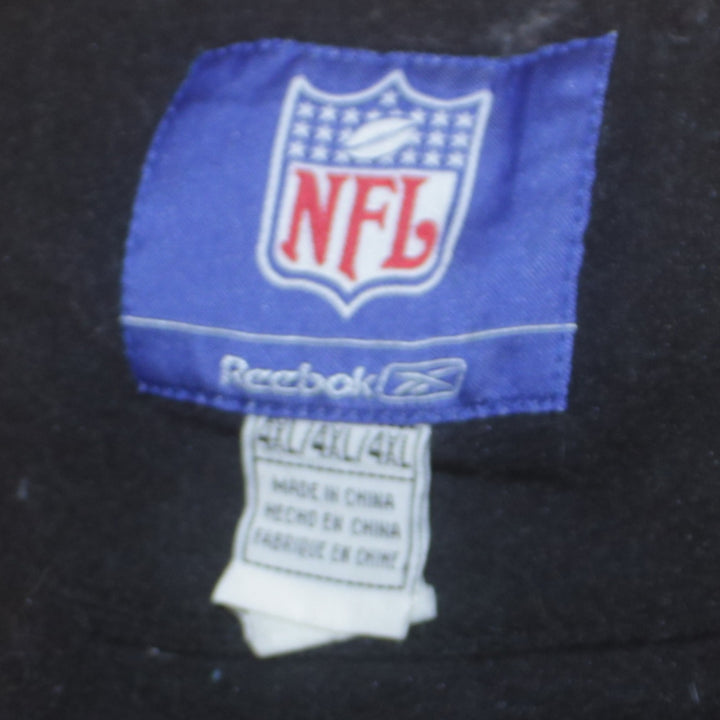 NFL
Reebok
4XL/4XL/4XL
MADE IN CHINA
HECHO EN CHINA
FABRIQUE EN CHINE